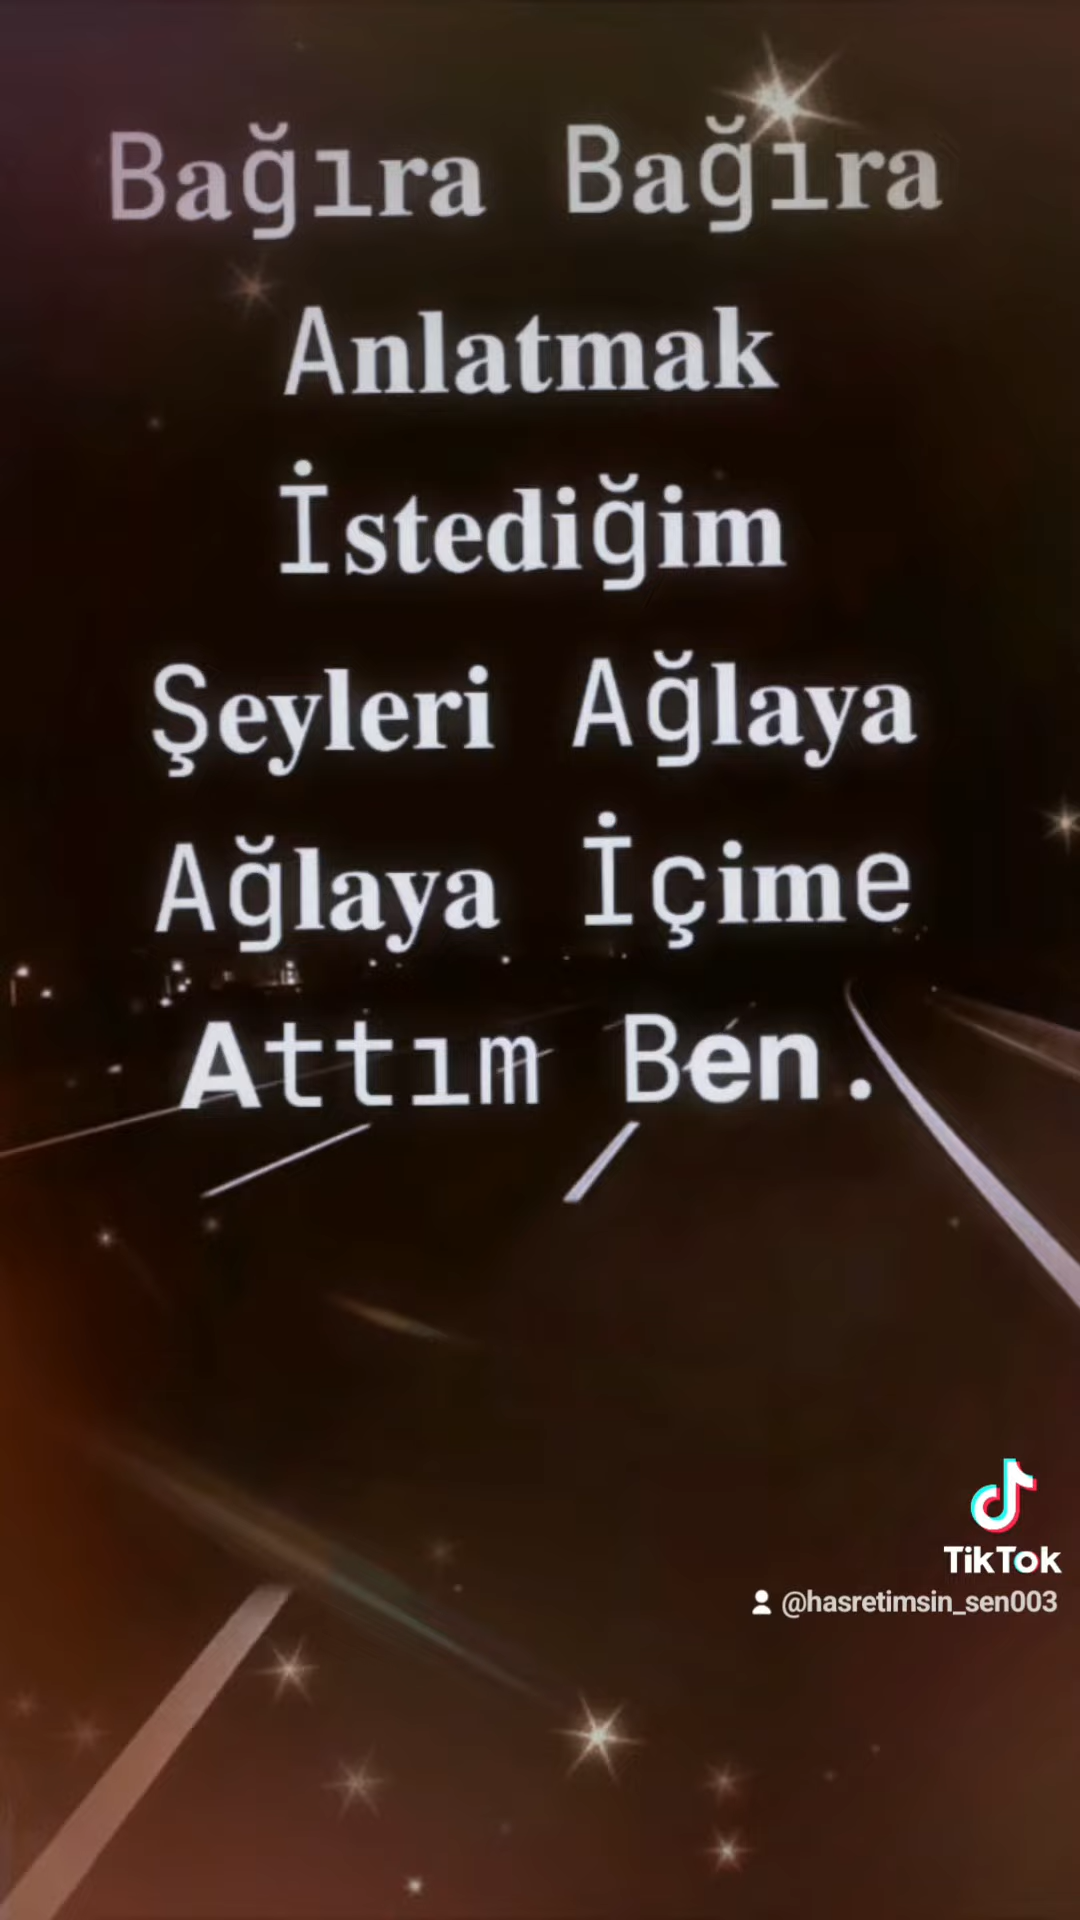 Bağıra Bağıra
Anlatmak
İstediğim
Şeyleri Ağlaya
Ağlaya İçime
Attım Ben.
TikTok
@hasretimsin_sen003